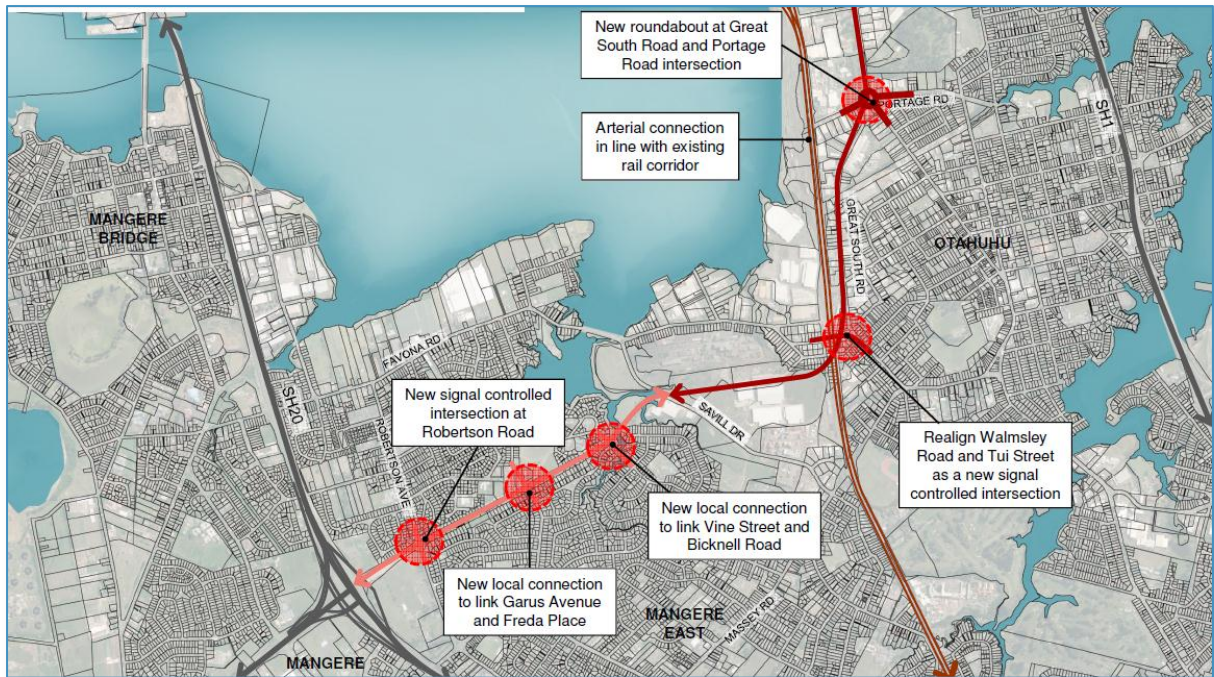 New roundabout at Great
South Road and Portage
Road intersection
PORTAGE RD
SH1
Arterial connection
in line with existing
rail corridor
MANGERE
BRIDGE
GREAT SOUTH RD
OTAHUHU
FAVONA RD
SH20
New signal controlled
intersection at
Robertson Road
ROBERTSON AVE
SAVILL DR
Realign Walmsley
Road and Tui Street
as a new signal
controlled intersection
New local connection
to link Vine Street and
Bicknell Road
New local connection
to link Garus Avenue
and Freda Place
MANGERE
EAST
MASSEY RD
MANGERE